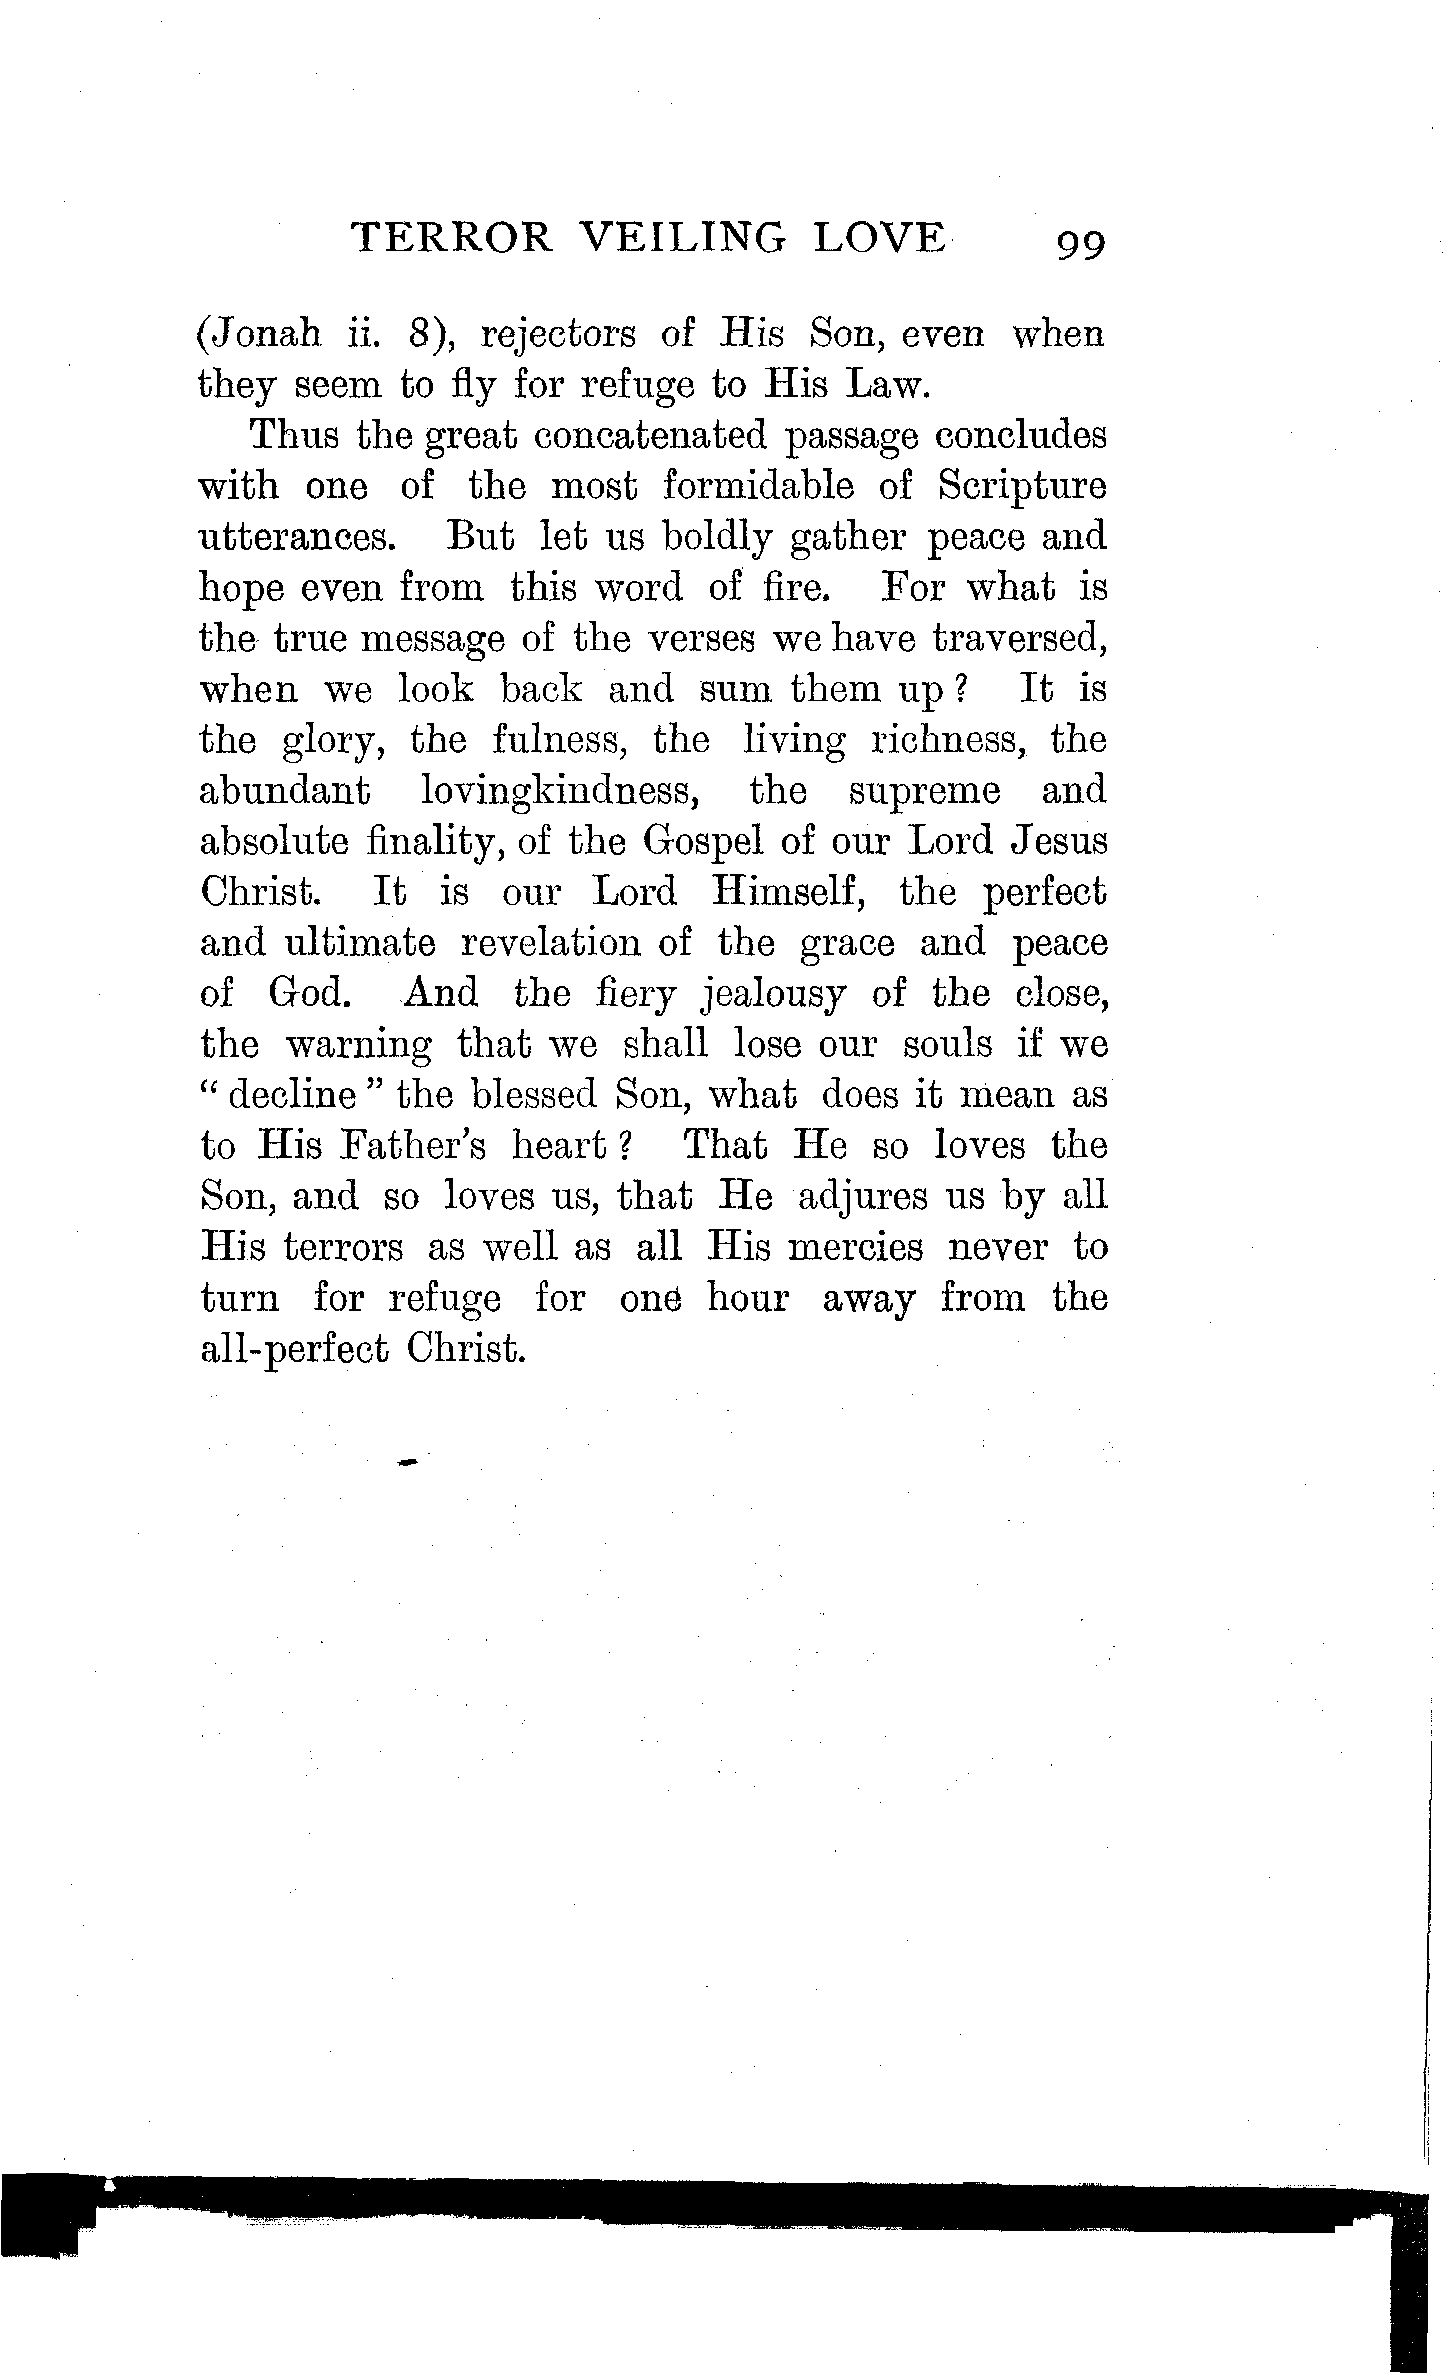 TERROR VEILING LOVE 99
(Jonah ii. 8), rejectors of His Son, even when
they seem to fly for refuge to His Law.
Thus the great concatenated passage concludes
with one of the most formidable of Scripture
utterances. But let us boldly gather peace and
hope even from this word of fire. For what is
the true message of the verses we have traversed,
when we look back and sum them up ? It is
the glory, the fulness, the living richness, the
abundant lovingkindness, the supreme and
absolute finality, of the Gospel of our Lord Jesus
Christ. It is our Lord Himself, the perfect
and ultimate revelation of the grace and peace
of God. And the fiery jealousy of the close,
the warning that we shall lose our souls if we
“ decline ” the blessed Son, what does it mean as
to His Father's heart ? That He so loves the
Son, and so loves us, that He adjures us by all
His terrors as well as all His mercies never to
turn for refuge for one hour away from the
all-perfect Christ.